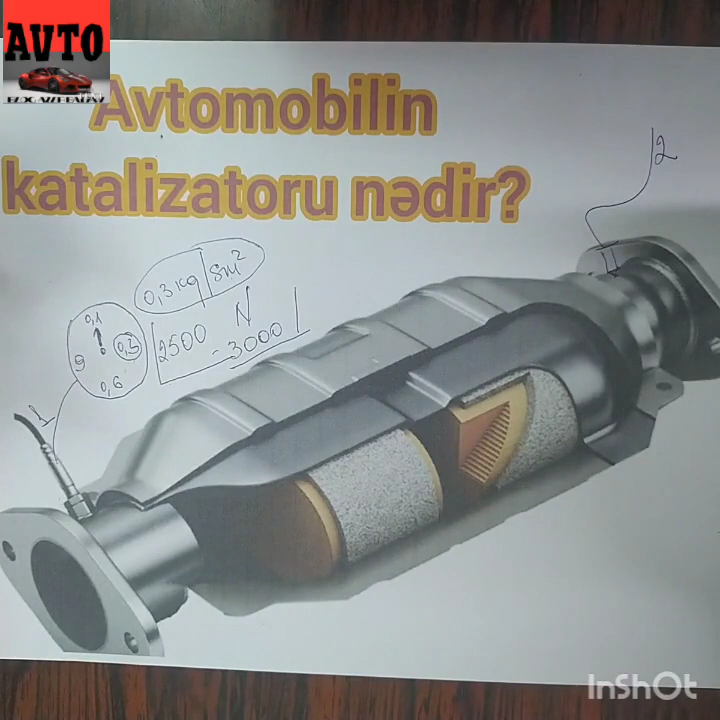 AVTO
Avtomobilin
katalizatoru nədir?
2
0,3 kg/sm²
0,1
0,3
9
0,6
2500 - 3000
N
1
InShOt